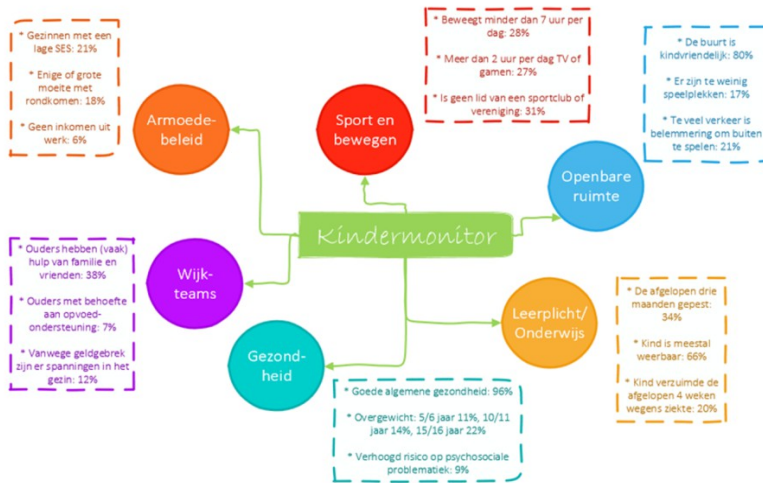 * Gezinnen met een
lage SES: 21%
* Enige of grote
moeite met
rondkomen: 18%
* Geen inkomen uit
werk: 6%
Armoede-
beleid
Sport en
bewegen
* Beweegt minder dan 7 uur per
dag: 28%
* Meer dan 2 uur per dag TV of
gamen: 27%
* Is geen lid van een sportclub of
vereniging: 31%
* De buurt is
kindvriendelijk: 80%
* Er zijn te weinig
speelplekken: 17%
* Te veel verkeer is
belemmering om buiten
te spelen: 21%
Openbare
ruimte
Kindermonitor
* Ouders hebben (vaak)
hulp van familie en
vrienden: 38%
* Ouders met behoefte
aan opvoed-
ondersteuning: 7%
* Vanwege geldgebrek
zijn er spanningen in het
gezin: 12%
Wijk-
teams
Gezond-
heid
* Goede algemene gezondheid: 96%
* Overgewicht: 5/6 jaar 11%, 10/11
jaar 14%, 15/16 jaar 22%
* Verhoogd risico op psychosociale
problematiek: 9%
Leerplicht/
Onderwijs
* De afgelopen drie
maanden gepest:
34%
* Kind is meestal
weerbaar: 66%
* Kind verzuimde de
afgelopen 4 weken
wegens ziekte: 20%